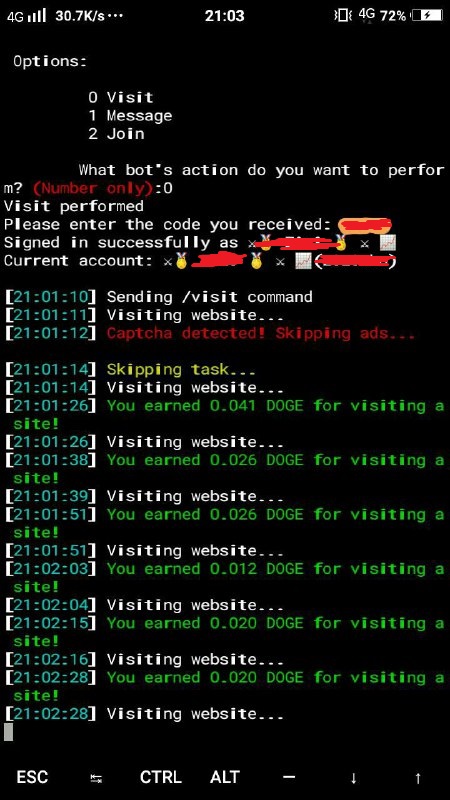 4G 30.7K/s··· 21:03 4G 72%
Options:
0 Visit
1 Message
2 Join
What bot's action do you want to perfor
m? (Number only):0
Visit performed
Please enter the code you received:
Signed in successfully as ⚔🏅 🏅 ⚔ 📈
Current account: ⚔🏅 🏅 ⚔ 📈( )
[21:01:10] Sending /visit command
[21:01:11] Visiting website...
[21:01:12] Captcha detected! Skipping ads...
[21:01:14] Skipping task...
[21:01:14] Visiting website...
[21:01:26] You earned 0.041 DOGE for visiting a
site!
[21:01:26] Visiting website...
[21:01:38] You earned 0.026 DOGE for visiting a
site!
[21:01:39] Visiting website...
[21:01:51] You earned 0.026 DOGE for visiting a
site!
[21:01:51] Visiting website...
[21:02:03] You earned 0.012 DOGE for visiting a
site!
[21:02:04] Visiting website...
[21:02:15] You earned 0.020 DOGE for visiting a
site!
[21:02:16] Visiting website...
[21:02:28] You earned 0.020 DOGE for visiting a
site!
[21:02:28] Visiting website...
ESC ↹ CTRL ALT — ↓ ↑